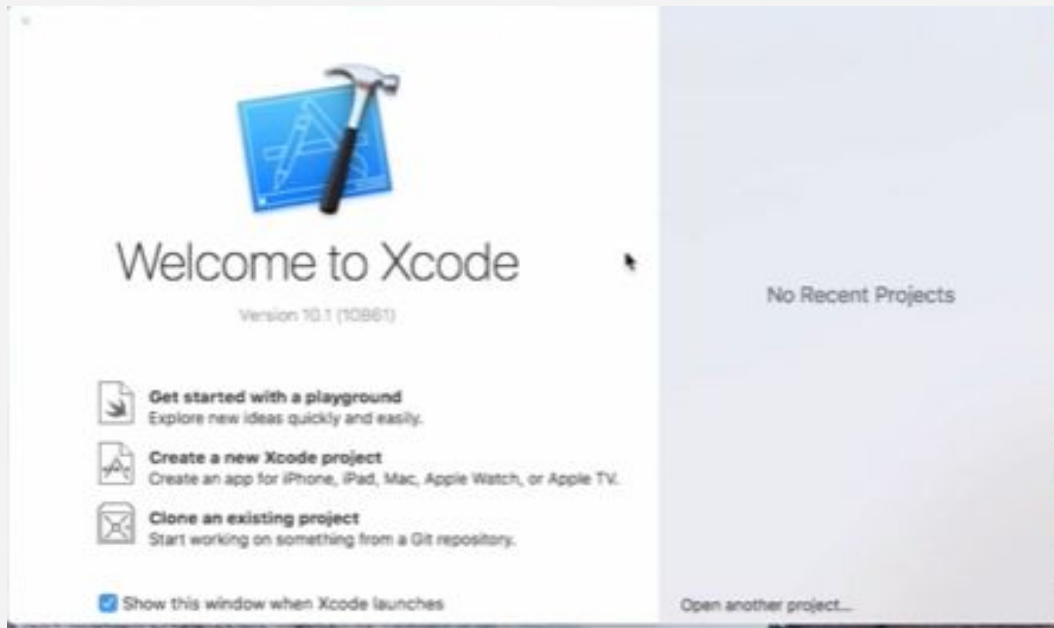 Welcome to Xcode
Version 10.1 (10B61)
No Recent Projects
Get started with a playground
Explore new ideas quickly and easily.
Create a new Xcode project
Create an app for iPhone, iPad, Mac, Apple Watch, or Apple TV.
Clone an existing project
Start working on something from a Git repository.
Show this window when Xcode launches
Open another project...